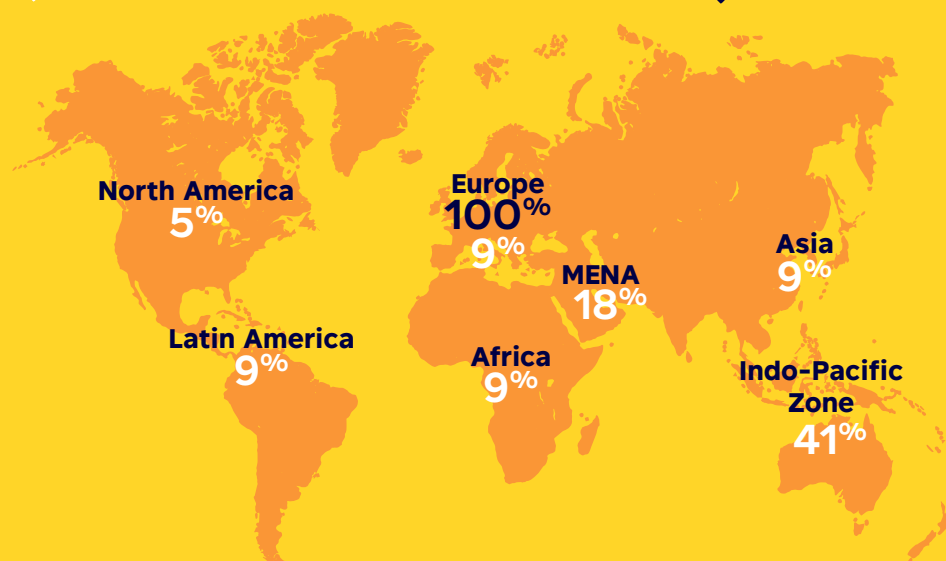 North America
5%
Europe
100%
9%
MENA
18%
Asia
9%
Latin America
9%
Africa
9%
Indo-Pacific
Zone
41%